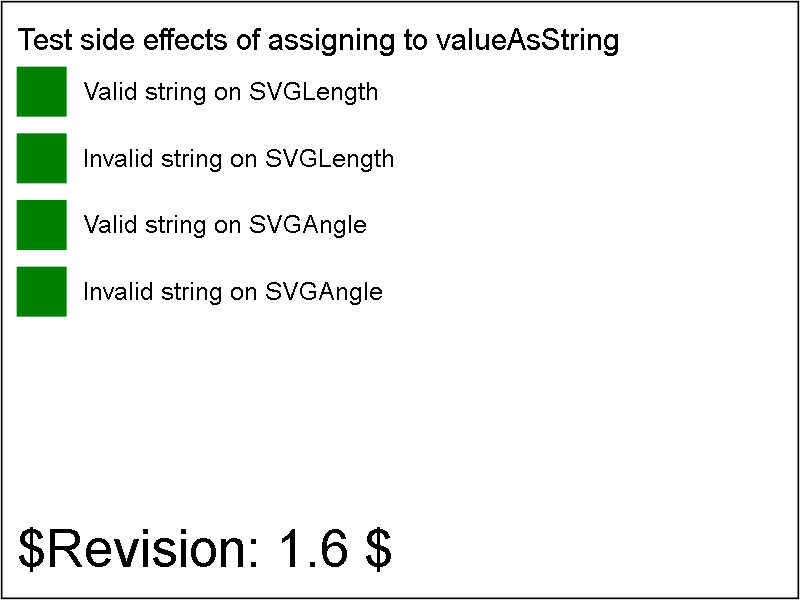 Test side effects of assigning to valueAsString
Valid string on SVGLength
Invalid string on SVGLength
Valid string on SVGAngle
Invalid string on SVGAngle
$Revision: 1.6 $